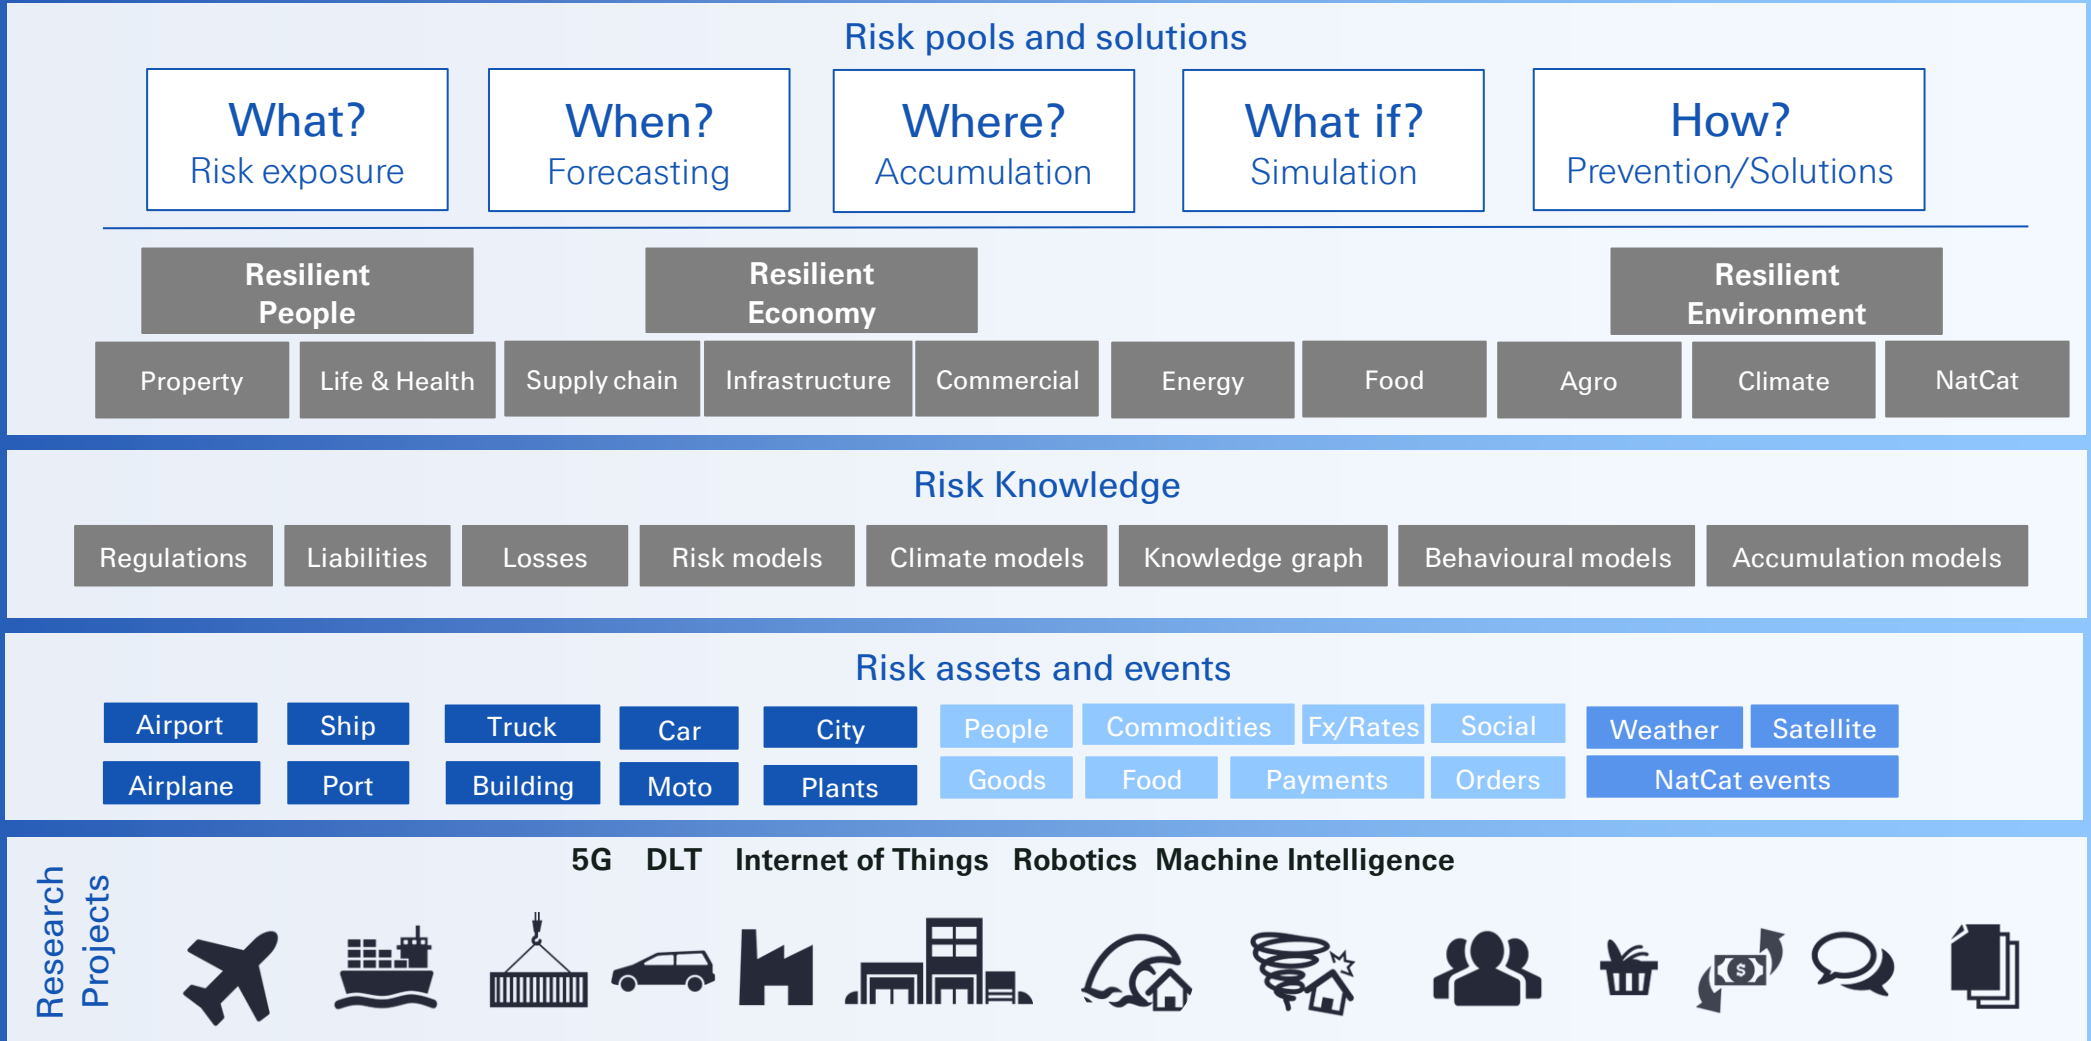 Risk pools and solutions
What?
Risk exposure
When?
Forecasting
Where?
Accumulation
What if?
Simulation
How?
Prevention/Solutions
Resilient
People
Resilient
Economy
Resilient
Environment
Property
Life & Health
Supply chain
Infrastructure
Commercial
Energy
Food
Agro
Climate
NatCat
Risk Knowledge
Regulations
Liabilities
Losses
Risk models
Climate models
Knowledge graph
Behavioural models
Accumulation models
Risk assets and events
Airport
Ship
Truck
Car
City
People
Commodities
Fx/Rates
Social
Weather
Satellite
Airplane
Port
Building
Moto
Plants
Goods
Food
Payments
Orders
NatCat events
Research
Projects
5G DLT Internet of Things Robotics Machine Intelligence
$